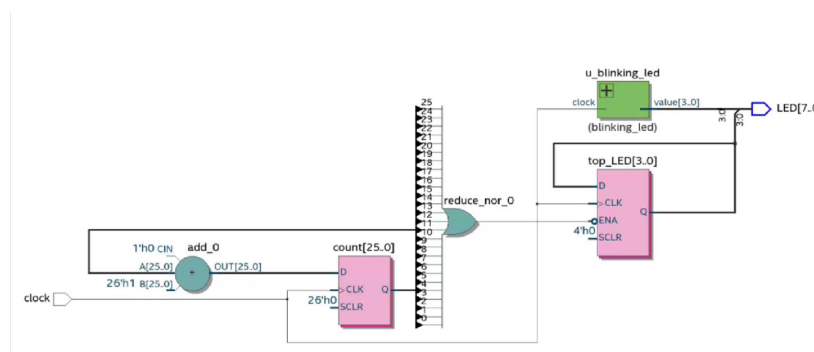 u_blinking_led
clock
value[3..0]
(blinking_led)
3:0
3:0
LED[7..0
top_LED[3..0]
D
CLK
ENA
4'h0
SCLR
Q
25
24
23
22
21
20
19
18
17
16
15
14
13
12
11
10
9
8
7
6
5
4
3
2
1
0
reduce_nor_0
1'h0 CIN
add_0
A[25..0]
OUT[25..0]
26'h1 B[25..0]
+
count[25..0]
D
CLK
Q
26'h0
SCLR
clock